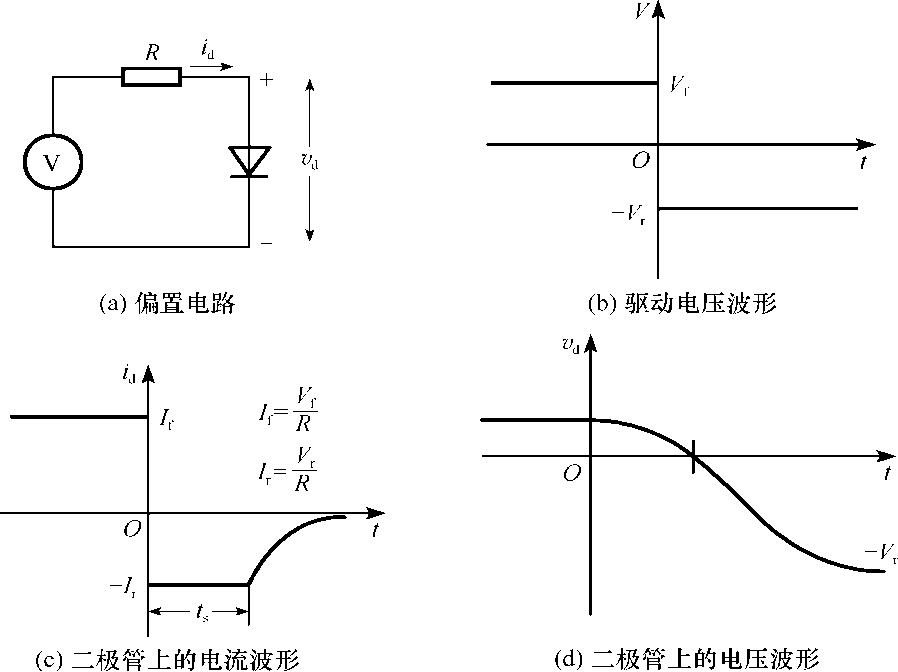 R
i_d
+
V
v_d
−
(a) 偏置电路
V
V_f
O
t
−V_r
(b) 驱动电压波形
i_d
I_f
I_f=V_f/R
I_r=V_r/R
O
t
−I_r
t_s
(c) 二极管上的电流波形
v_d
O
t
−V_r
(d) 二极管上的电压波形